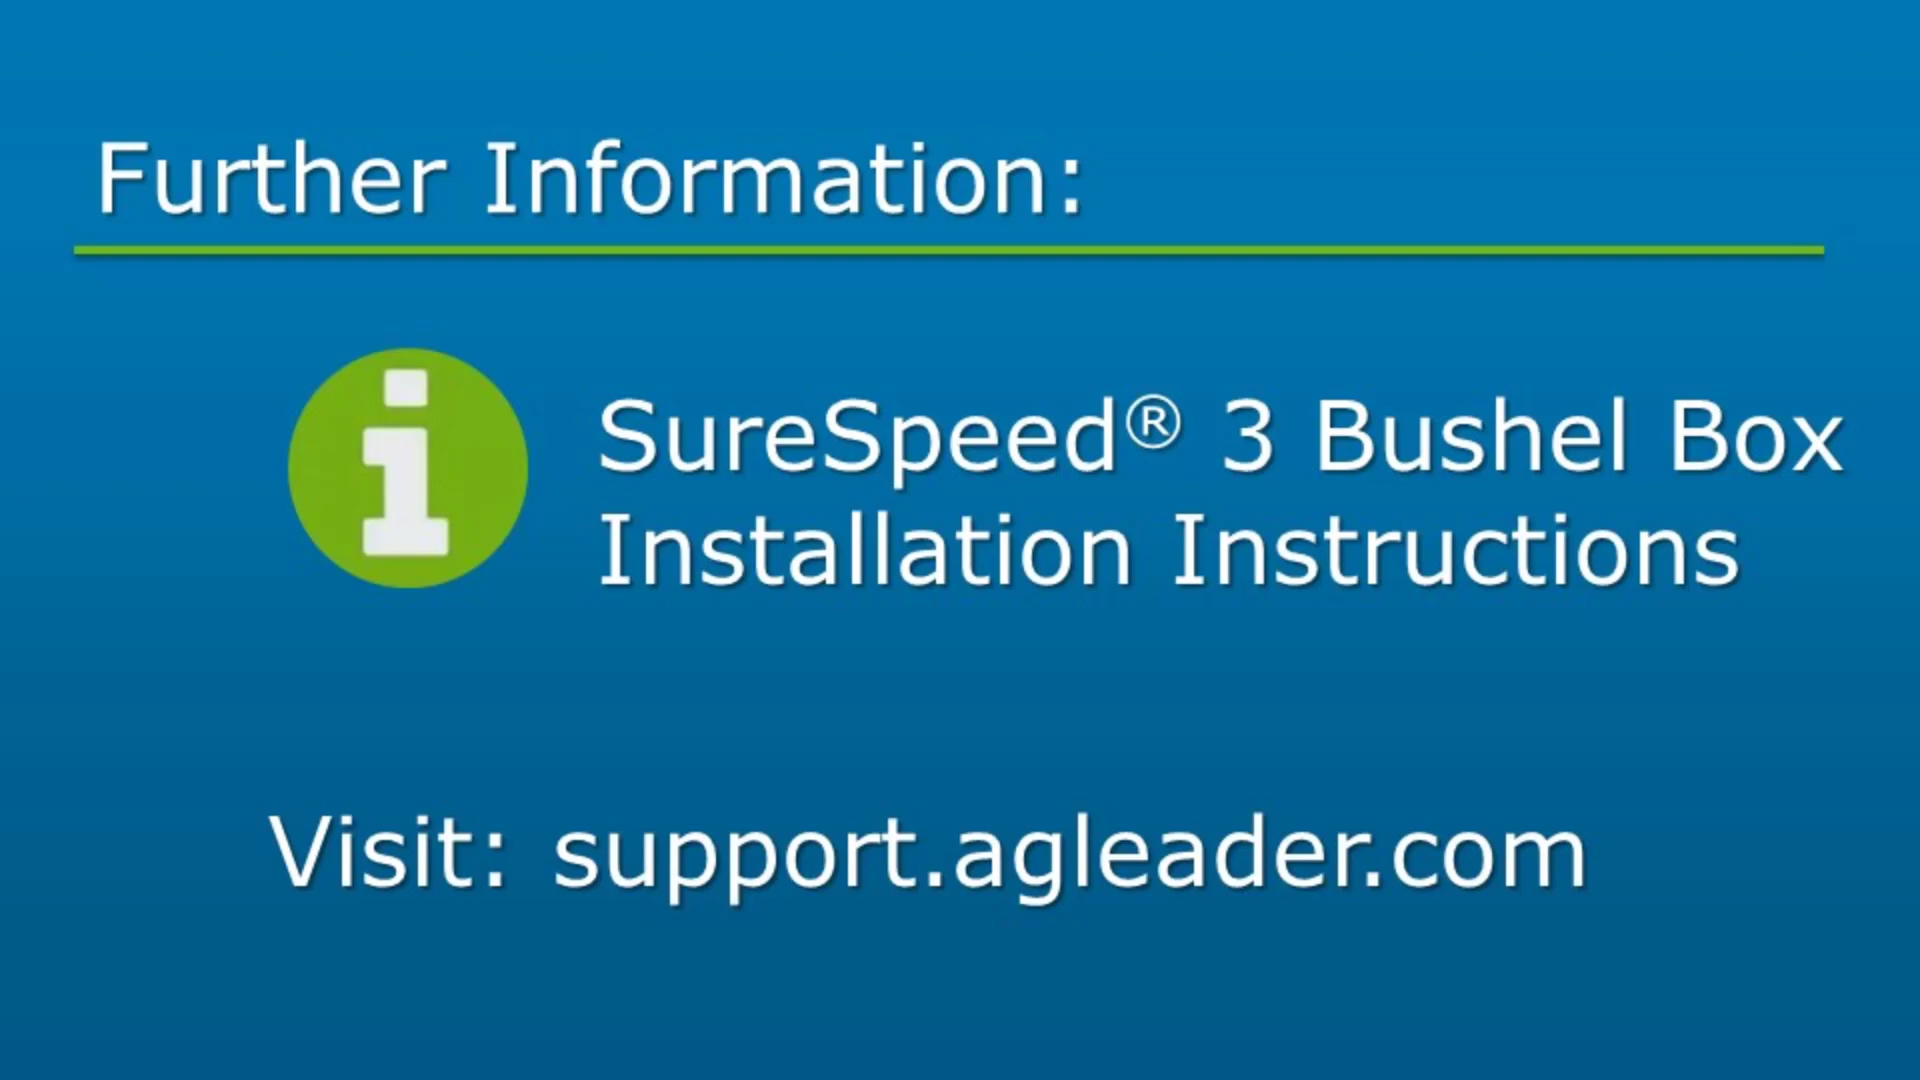 Further Information:
SureSpeed® 3 Bushel Box
Installation Instructions
Visit: support.agleader.com